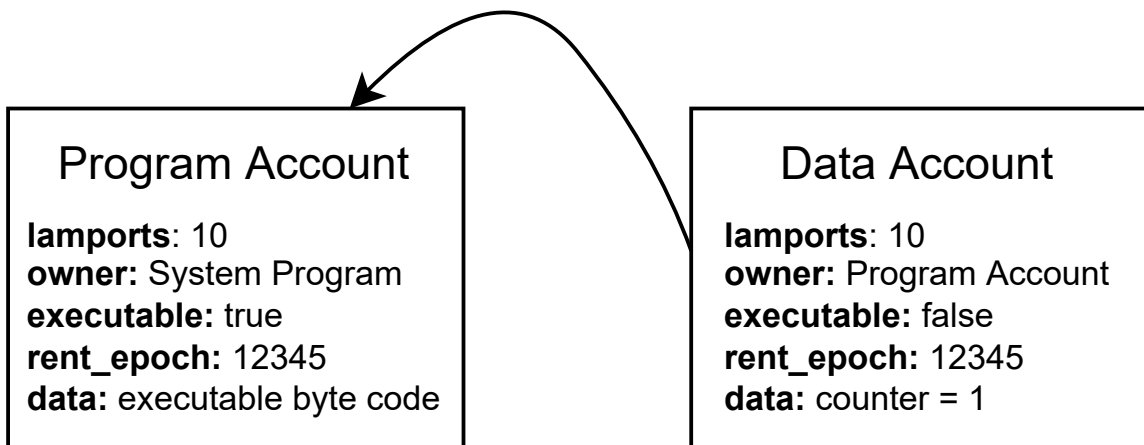 Program Account
lamports: 10
owner: System Program
executable: true
rent_epoch: 12345
data: executable byte code
Data Account
lamports: 10
owner: Program Account
executable: false
rent_epoch: 12345
data: counter = 1